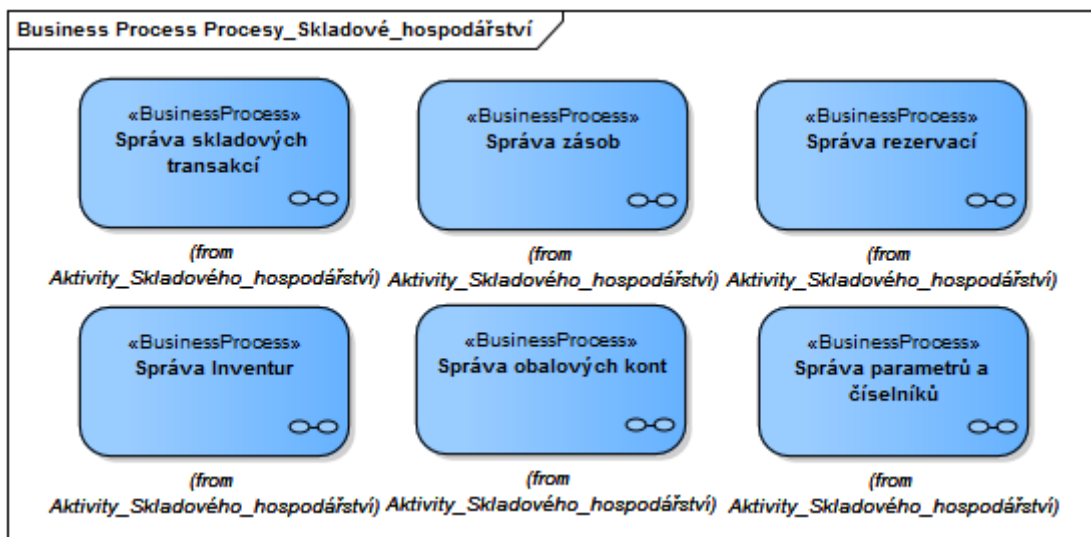 Business Process Procesy_Skladové_hospodářství
«BusinessProcess»
Správa skladových
transakcí
(from
Aktivity_Skladového_hospodářství)
«BusinessProcess»
Správa zásob
(from
Aktivity_Skladového_hospodářství)
«BusinessProcess»
Správa rezervací
(from
Aktivity_Skladového_hospodářství)
«BusinessProcess»
Správa Inventur
(from
Aktivity_Skladového_hospodářství)
«BusinessProcess»
Správa obalových kont
(from
Aktivity_Skladového_hospodářství)
«BusinessProcess»
Správa parametrů a
číselníků
(from
Aktivity_Skladového_hospodářství)